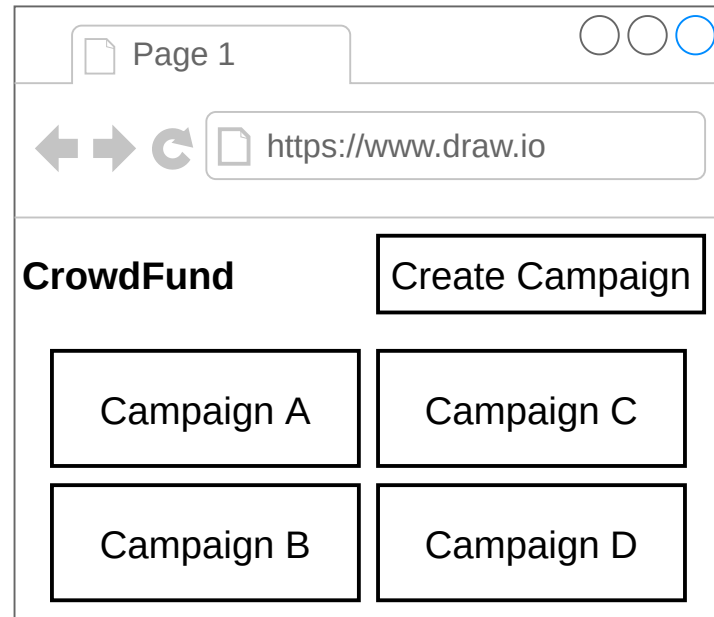 Page 1
https://www.draw.io
CrowdFund
Create Campaign
Campaign A
Campaign C
Campaign B
Campaign D